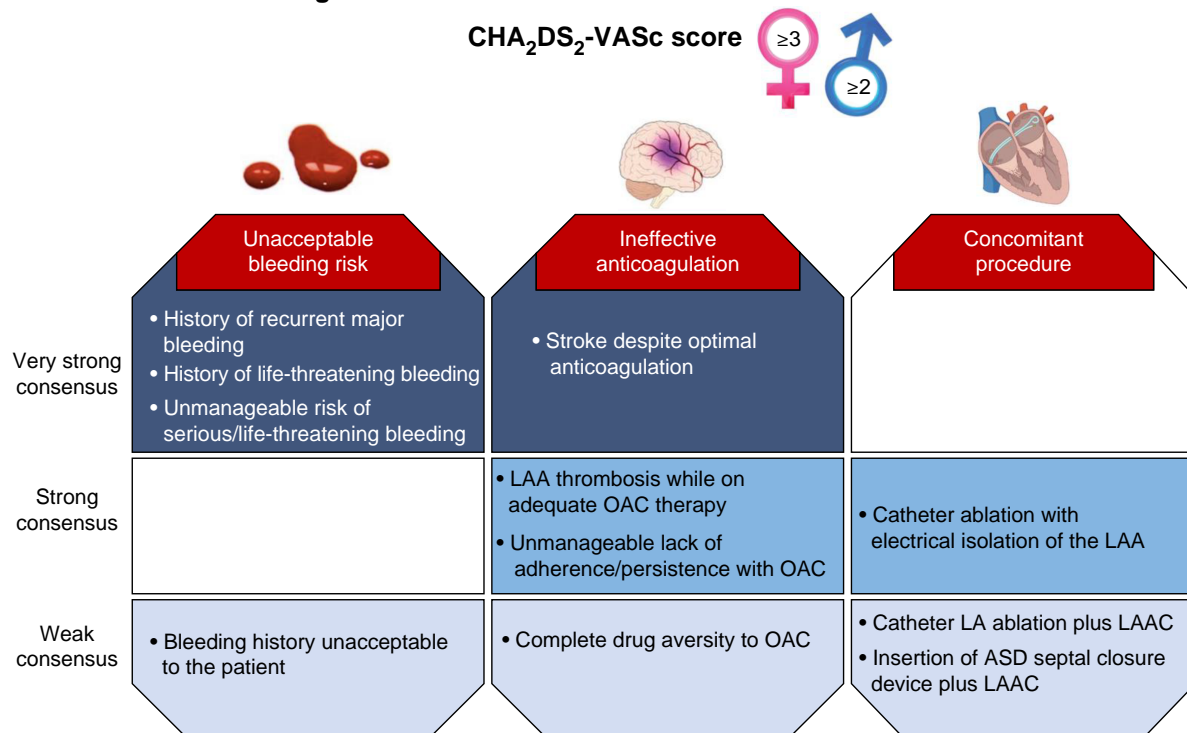 CHA₂DS₂-VASc score
≥3
≥2
Unacceptable
bleeding risk
Ineffective
anticoagulation
Concomitant
procedure
Very strong
consensus
• History of recurrent major
bleeding
• History of life-threatening bleeding
• Unmanageable risk of
serious/life-threatening bleeding
• Stroke despite optimal
anticoagulation
Strong
consensus
• LAA thrombosis while on
adequate OAC therapy
• Unmanageable lack of
adherence/persistence with OAC
• Catheter ablation with
electrical isolation of the LAA
Weak
consensus
• Bleeding history unacceptable
to the patient
• Complete drug aversity to OAC
• Catheter LA ablation plus LAAC
• Insertion of ASD septal closure
device plus LAAC